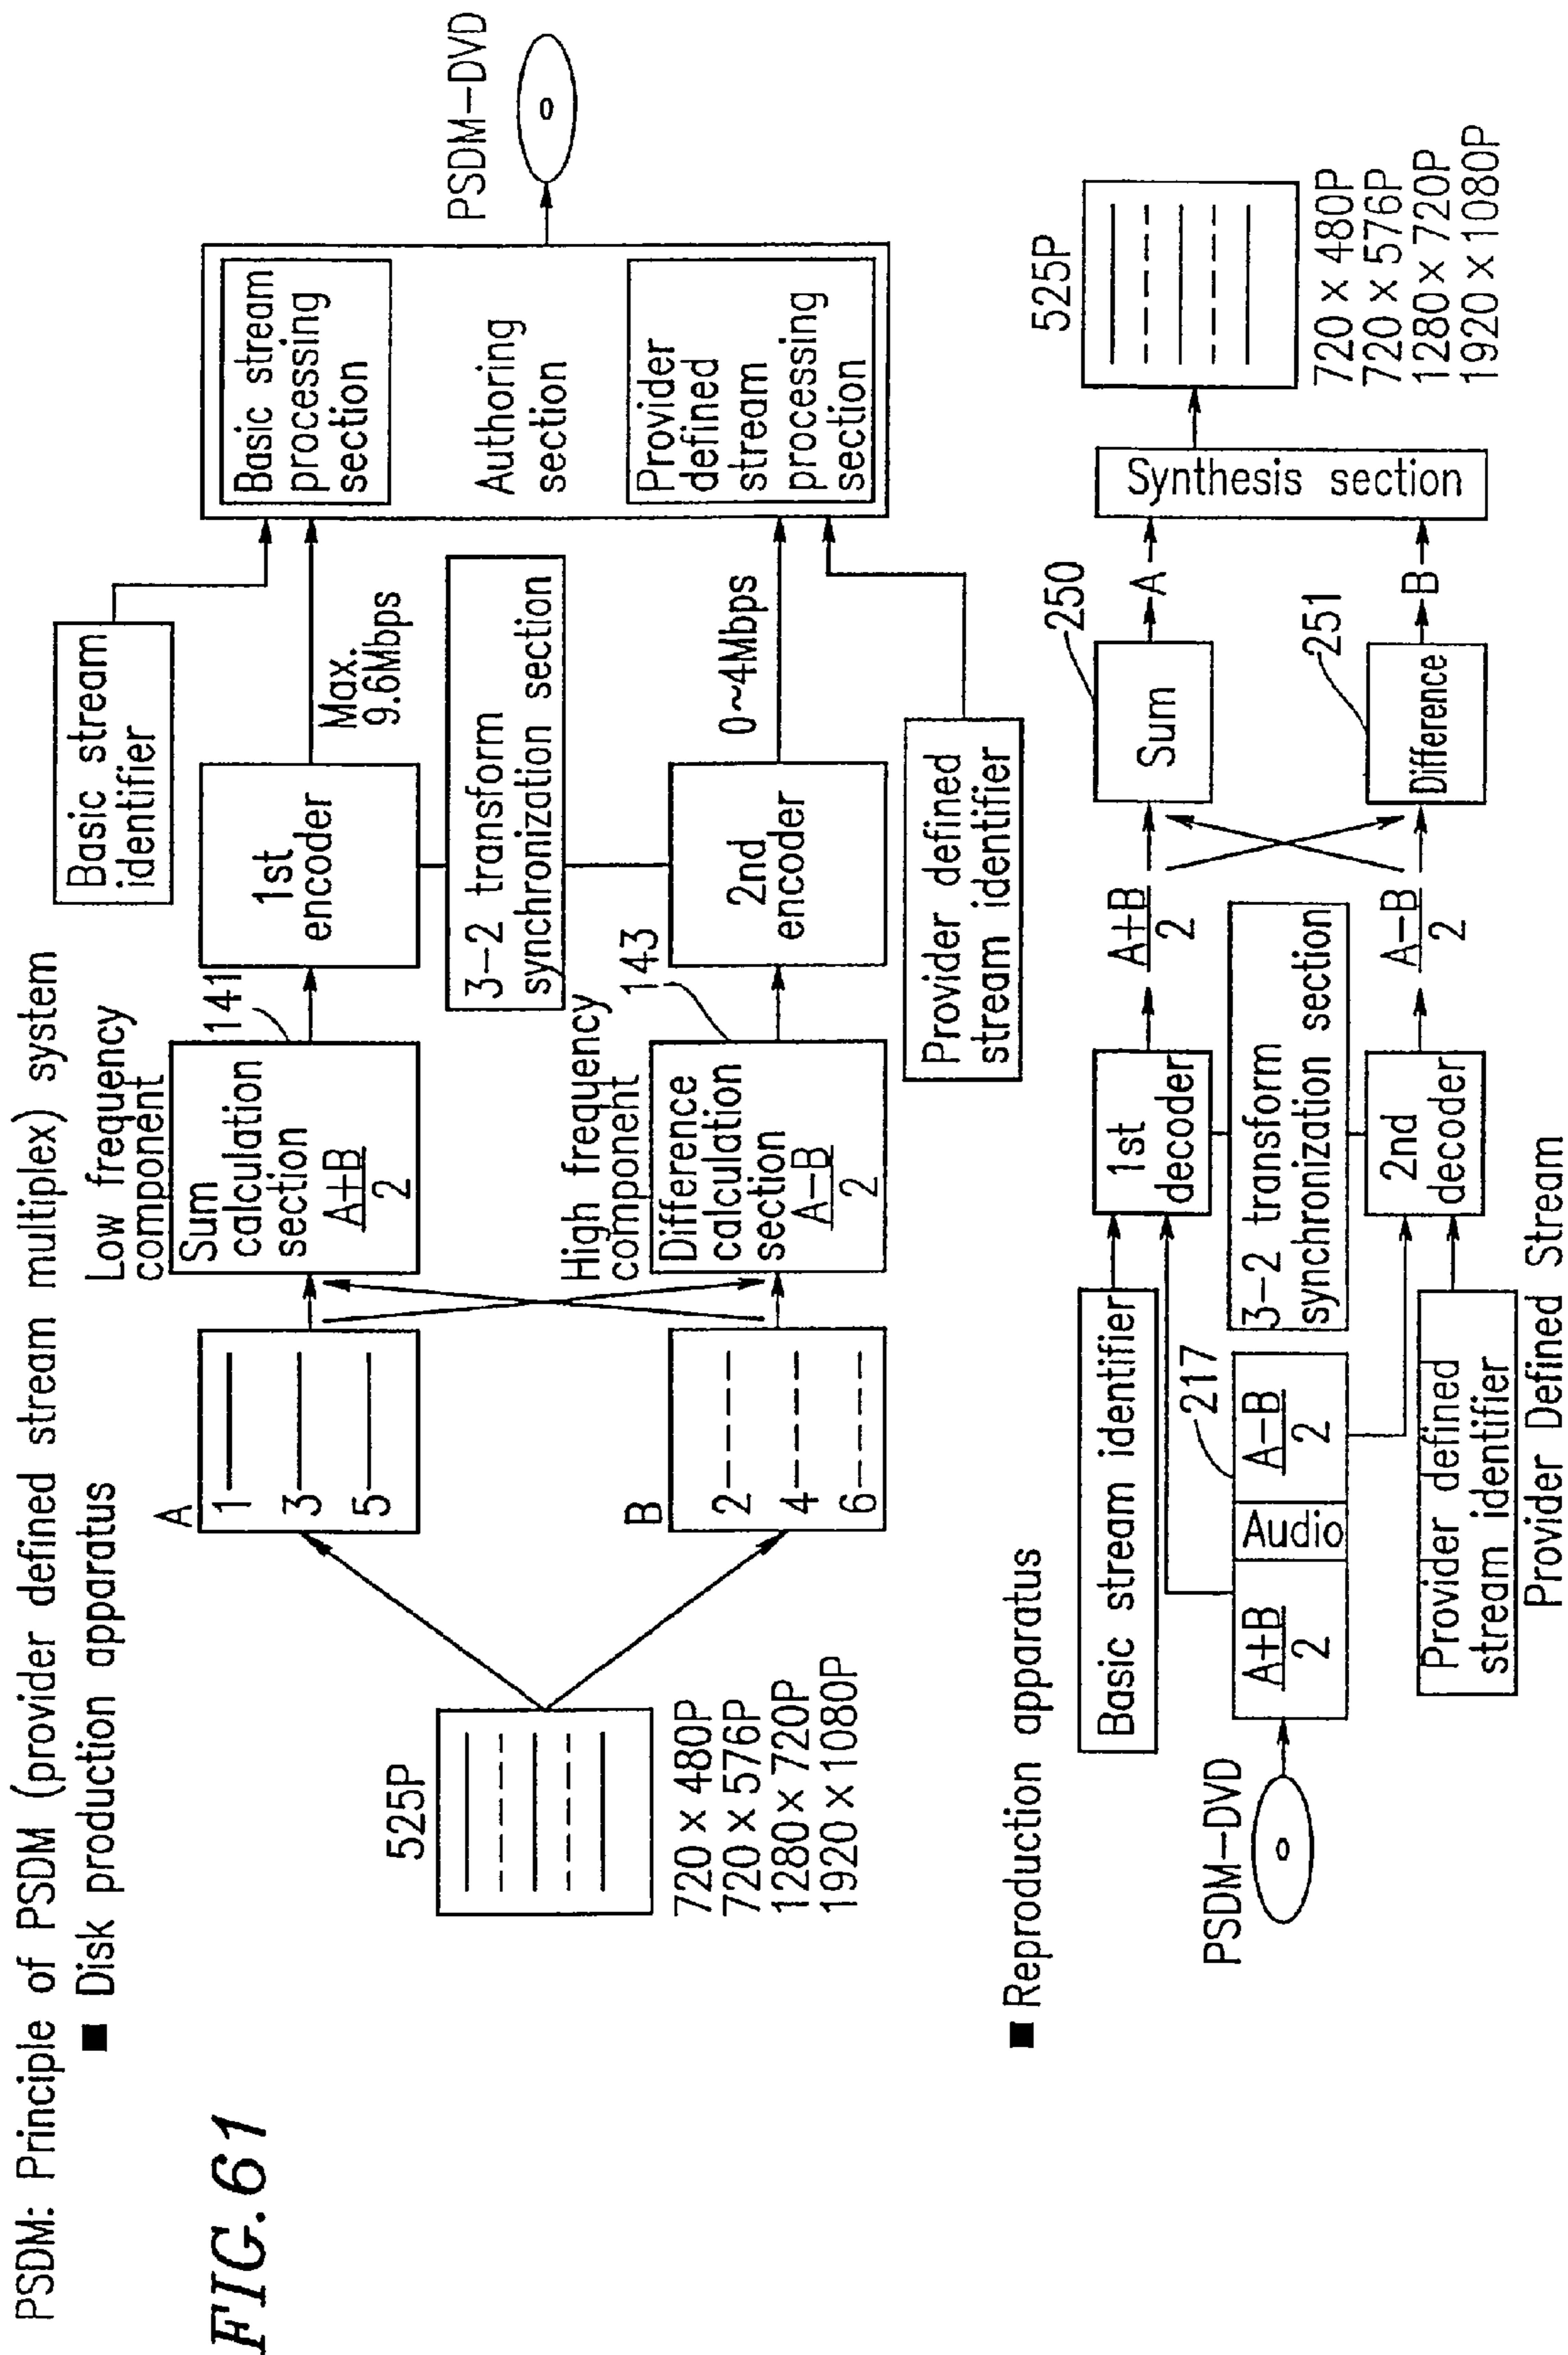 FIG.61
PSDM: Principle of PSDM (provider defined stream multiplex) system
■ Disk production apparatus
525P
720×480P
720×576P
1280×720P
1920×1080P
A
1
3
5
B
2
4
6
Low frequency
component
Sum
calculation
section
A+B
2
141
High frequency
component
Difference
calculation
section
A-B
2
143
1st
encoder
3-2 transform
synchronization section
2nd
encoder
Basic stream
identifier
Max.
9.6Mbps
0~4Mbps
Provider defined
stream identifier
Basic stream
processing
section
Authoring
section
Provider
defined
stream
processing
section
PSDM-DVD
■ Reproduction apparatus
PSDM-DVD
A+B
2
Audio
A-B
2
217
Basic stream identifier
Provider defined
stream identifier
Provider Defined Stream
1st
decoder
3-2 transform
synchronization section
2nd
decoder
A+B
2
A-B
2
Sum
250
Difference
251
A
B
Synthesis section
525P
720×480P
720×576P
1280×720P
1920×1080P